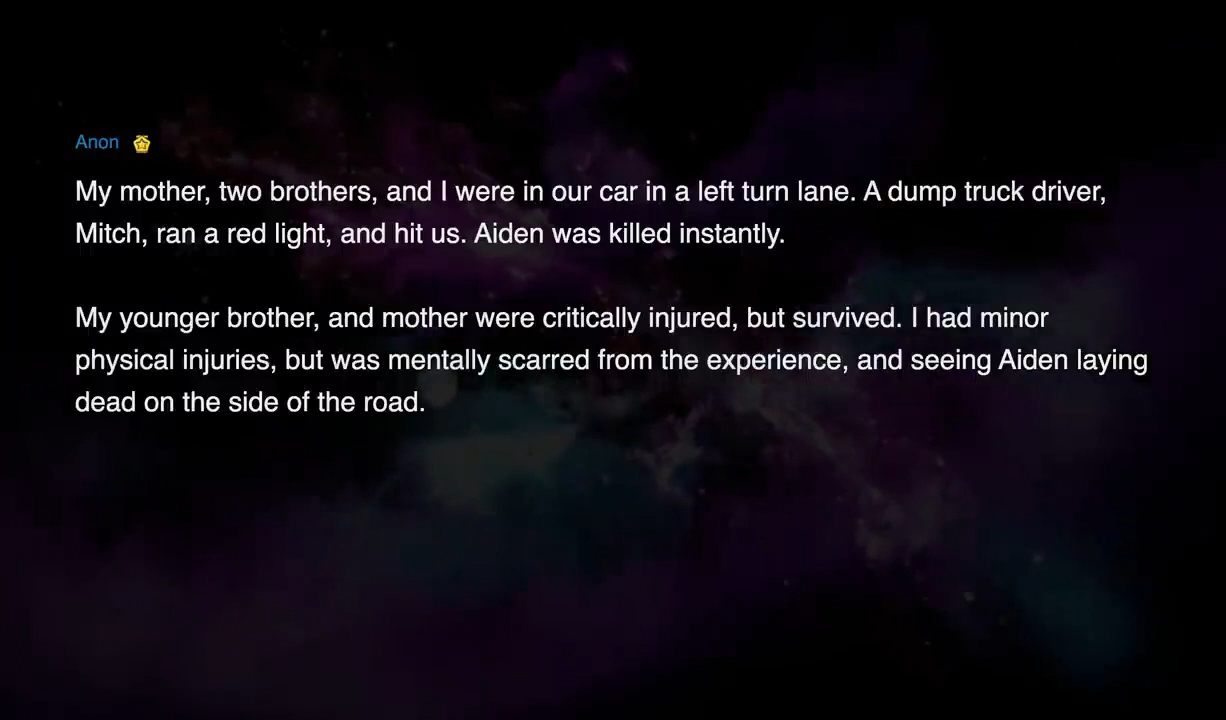 Anon
My mother, two brothers, and I were in our car in a left turn lane. A dump truck driver,
Mitch, ran a red light, and hit us. Aiden was killed instantly.
My younger brother, and mother were critically injured, but survived. I had minor
physical injuries, but was mentally scarred from the experience, and seeing Aiden laying
dead on the side of the road.